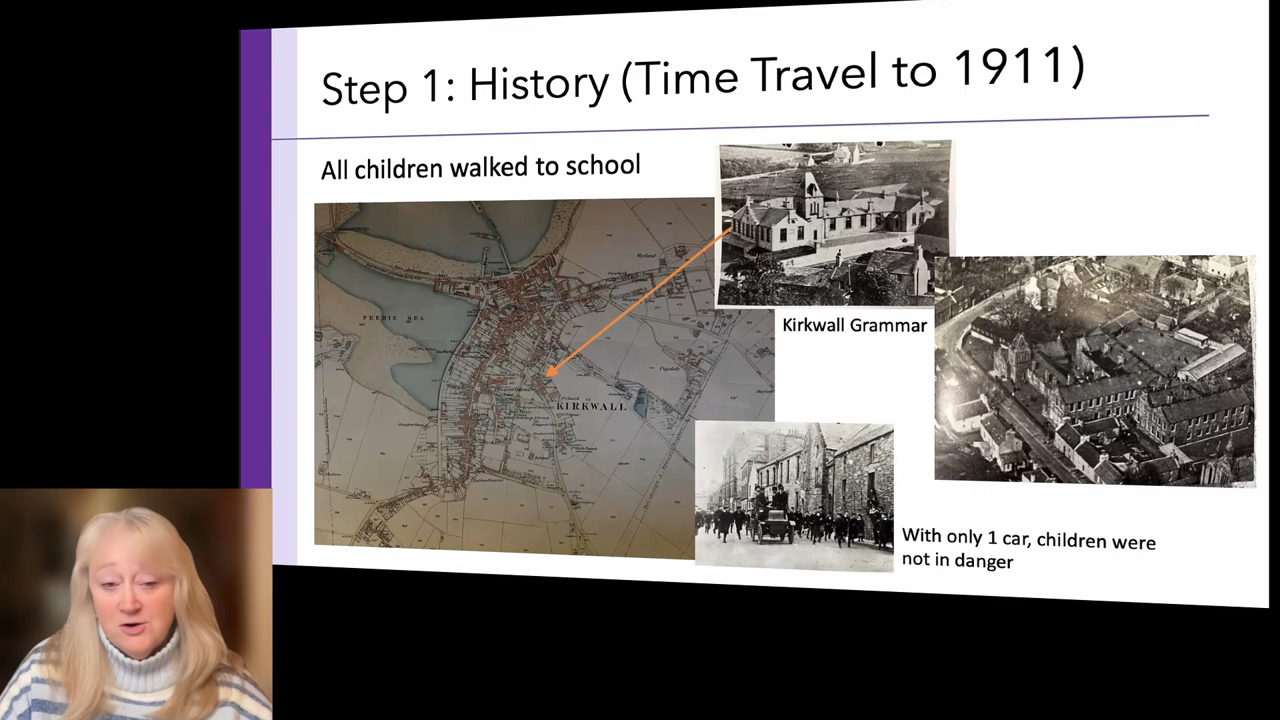 Step 1: History (Time Travel to 1911)
All children walked to school
PEERIE SEA
KIRKWALL
Kirkwall Grammar
With only 1 car, children were
not in danger